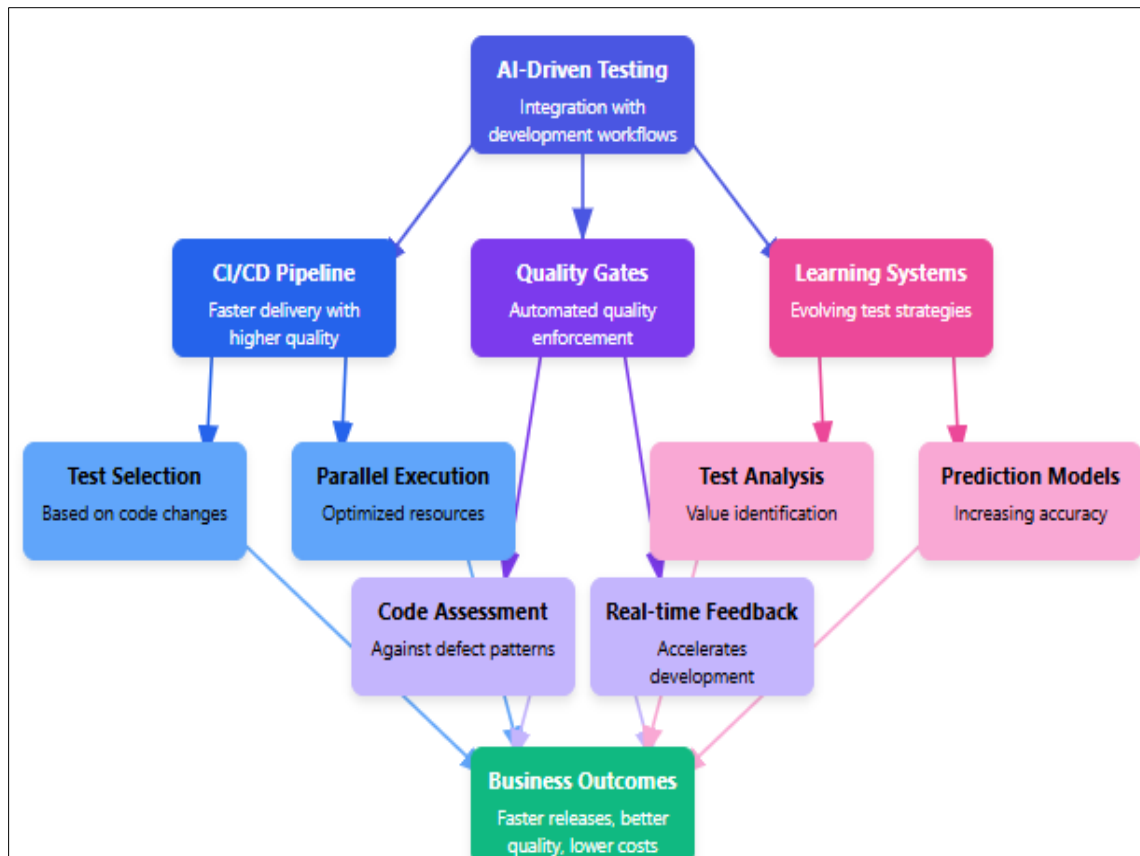 AI-Driven Testing
Integration with
development workflows
CI/CD Pipeline
Faster delivery with
higher quality
Quality Gates
Automated quality
enforcement
Learning Systems
Evolving test strategies
Test Selection
Based on code changes
Parallel Execution
Optimized resources
Test Analysis
Value identification
Prediction Models
Increasing accuracy
Code Assessment
Against defect patterns
Real-time Feedback
Accelerates
development
Business Outcomes
Faster releases, better
quality, lower costs